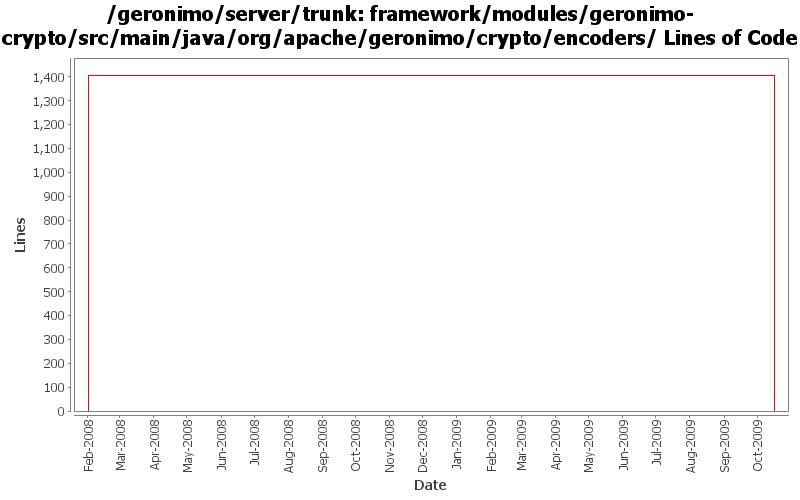 /geronimo/server/trunk: framework/modules/geronimo-
crypto/src/main/java/org/apache/geronimo/crypto/encoders/ Lines of Code
1,400
1,300
1,200
1,100
1,000
900
800
700
600
500
400
300
200
100
0
Lines
Feb-2008
Mar-2008
Apr-2008
May-2008
Jun-2008
Jul-2008
Aug-2008
Sep-2008
Oct-2008
Nov-2008
Dec-2008
Jan-2009
Feb-2009
Mar-2009
Apr-2009
May-2009
Jun-2009
Jul-2009
Aug-2009
Sep-2009
Oct-2009
Date